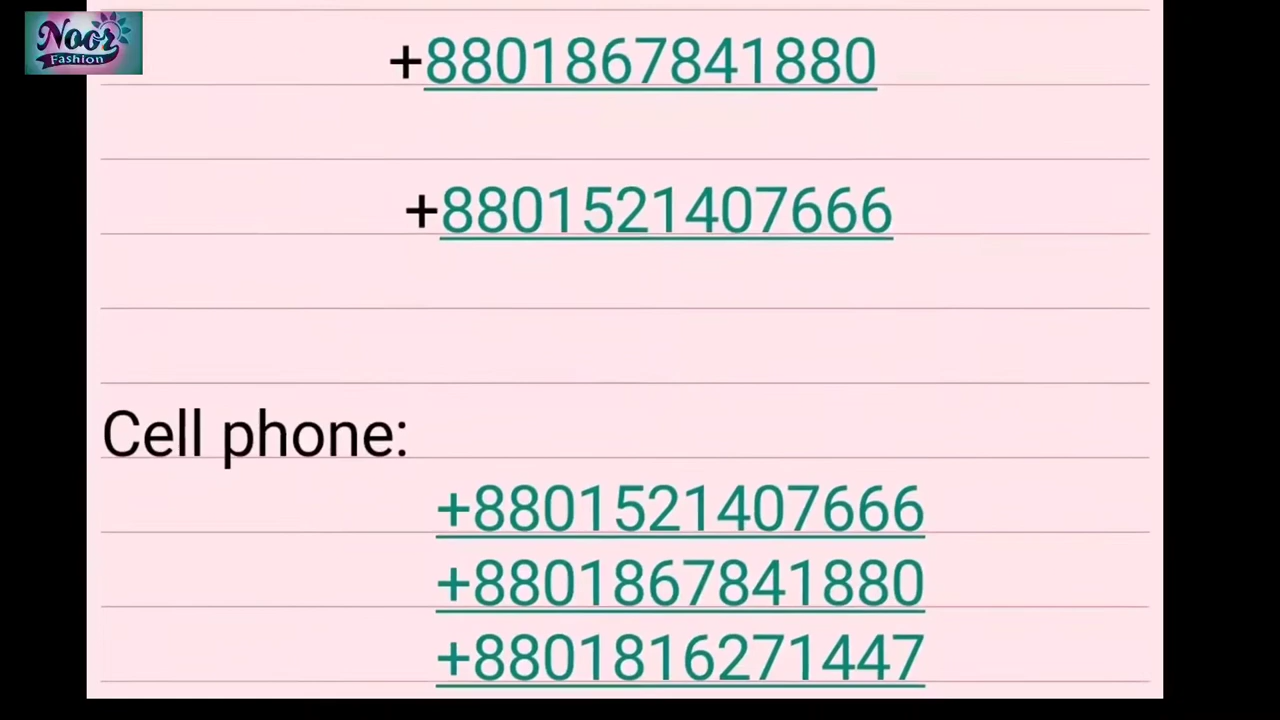 Noor
Fashion
+8801867841880
+8801521407666
Cell phone:
+8801521407666
+8801867841880
+8801816271447